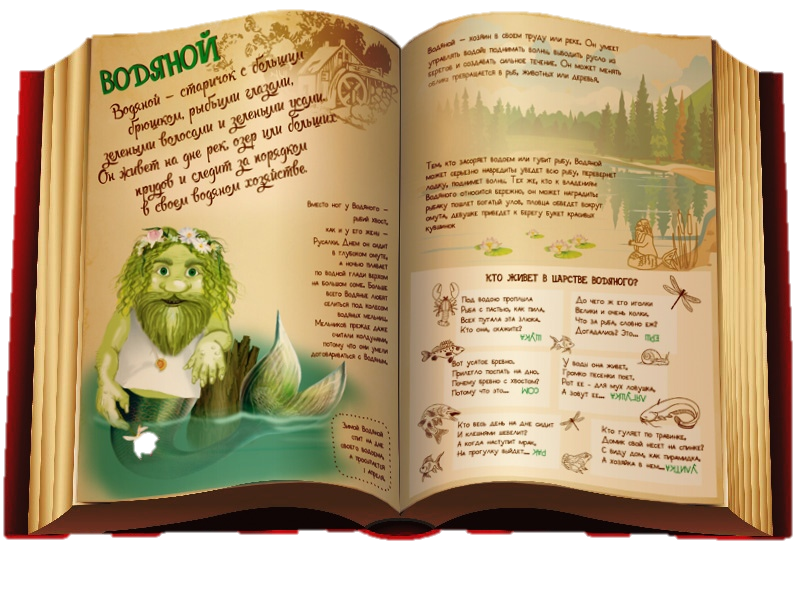 ВОДЯНОЙ
Водяной – старичок с большим
брюшком, рыбьими глазами,
зелеными волосами и зелеными усами.
Он живет на дне рек, озер или больших
прудов и следит за порядком
в своем водяном хозяйстве.
Вместо ног у Водяного –
рыбий хвост,
как и у его жены –
Русалки. Днем он сидит
в глубоком омуте,
а ночью плавает
по водной глади верхом
на большом соме. Больше
всего Водяные любят
селиться под колесом
водяных мельниц.
Мельников прежде даже
считали колдунами,
потому что они умели
договариваться с Водяным.
Зимой Водяной
спит на дне
своего водоема,
а просыпается
1 апреля.
Водяной – хозяин в своем пруду или реке. Он умеет
управлять водой: поднимать волны, выводить русла из
берегов и создавать сильное течение. Он может менять
облик: превращается в рыб, животных или деревья.
Тем, кто засоряет водоем или губит рыбу, Водяной
может серьезно навредить: уведет всю рыбу, перевернет
лодку, поднимет волны. Тех же, кто к владениям
Водяного относится бережно, он может наградить:
рыбаку пошлет богатый улов, пловца обведет вокруг
омута, девушке приведет к берегу букет красивых
кувшинок
КТО ЖИВЕТ В ЦАРСТВЕ ВОДЯНОГО?
Под водою проплыла
Рыба с пастью, как пила,
Всех пугала эта злюка.
Кто она, скажите?
ЩУКА
До чего ж его иголки
Велики и очень колки,
Что за рыба, словно еж?
Догадались? Это...
ЕРШ
Вот усатое бревно,
Прилегло поспать на дно,
Почему бревно с хвостом?
Потому что это...
СОМ
У воды она живет,
Громко песенки поет,
Рот ее – для мух ловушка,
А зовут ее...
ЛЯГУШКА
Кто весь день на дне сидит
И клешнями шевелит?
А когда наступит мрак,
На прогулку выйдет...
РАК
Кто гуляет по травинке,
Домик свой несет на спинке?
С виду дом, как пирамидка,
А хозяйка в нем...
УЛИТКА